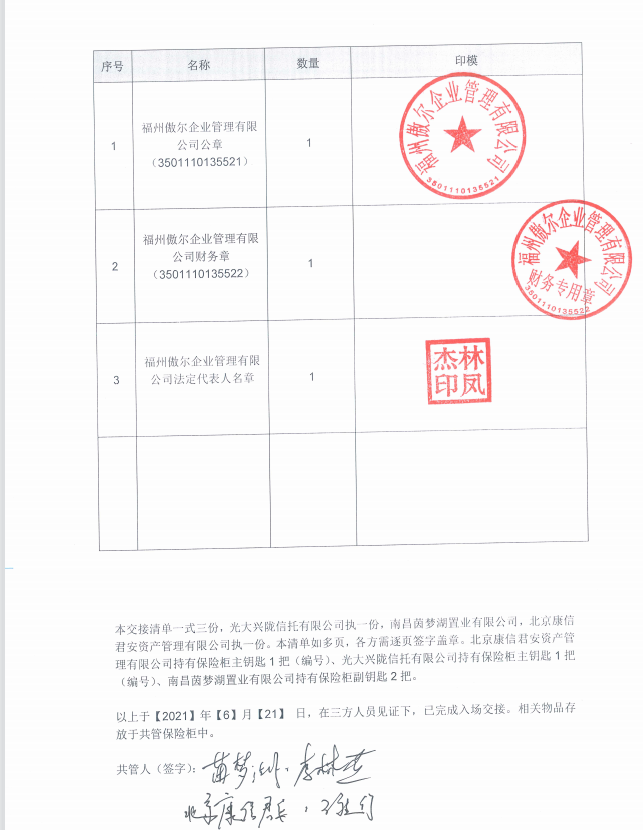 序号 名称 数量 印模
1 福州傲尔企业管理有限公司公章（3501110135521） 1
福州傲尔企业管理有限公司
3501110135521
2 福州傲尔企业管理有限公司财务章（3501110135522） 1
福州傲尔企业管理有限公司
财务专用章
3501110135522
3 福州傲尔企业管理有限公司法定代表人名章 1
林凤杰印
本交接清单一式三份，光大兴陇信托有限公司执一份，南昌茵梦湖置业有限公司，北京康信
君安资产管理有限公司执一份。本清单如多页，各方需逐页签字盖章。北京康信君安资产管
理有限公司持有保险柜主钥匙 1 把（编号）、光大兴陇信托有限公司持有保险柜主钥匙 1 把
（编号）、南昌茵梦湖置业有限公司持有保险柜副钥匙 2 把。
以上于【2021】年【6】月【21】 日，在三方人员见证下，已完成入场交接。相关物品存
放于共管保险柜中。
共管人（签字）：茵梦湖
北京康信君安